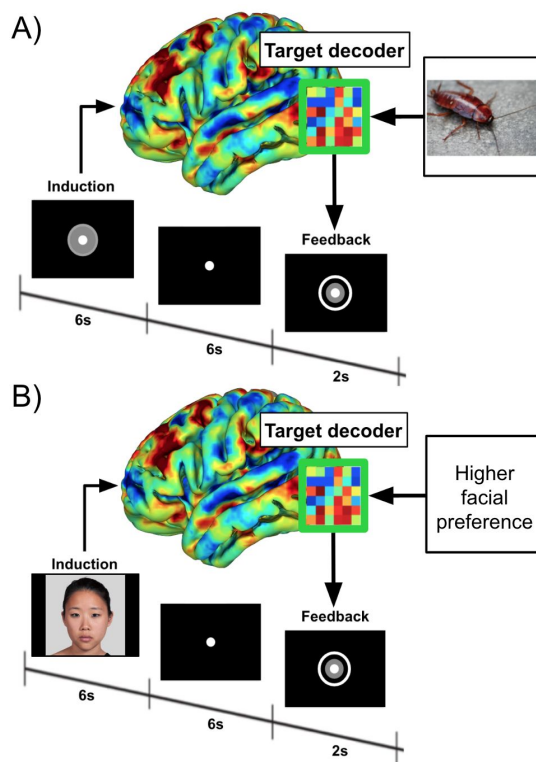 A)
Target decoder
Induction
Feedback
6s
6s
2s
B)
Target decoder
Higher
facial
preference
Induction
Feedback
6s
6s
2s